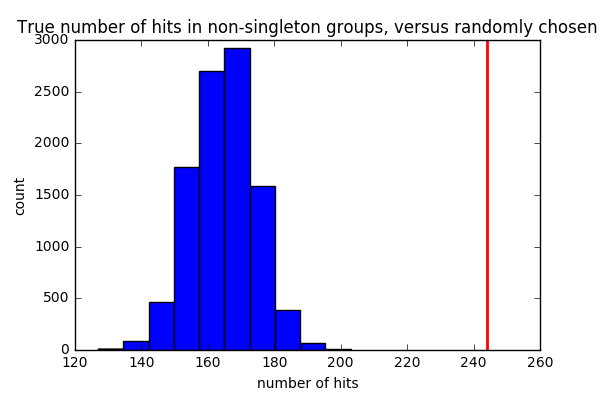 True number of hits in non-singleton groups, versus randomly chosen
3000
2500
2000
1500
1000
500
0
count
120 140 160 180 200 220 240 260
number of hits